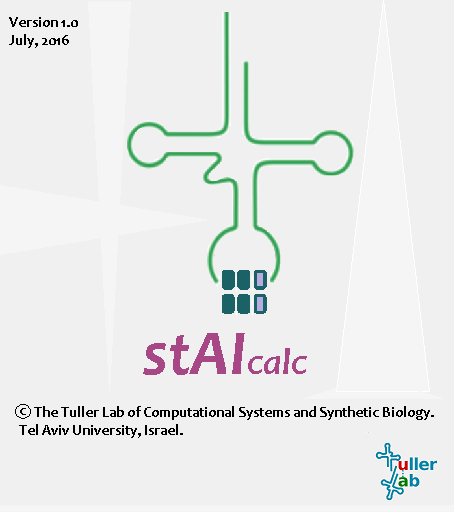 Version 1.0
July, 2016
stAIcalc
© The Tuller Lab of Computational Systems and Synthetic Biology.
Tel Aviv University, Israel.
Tuller
Lab